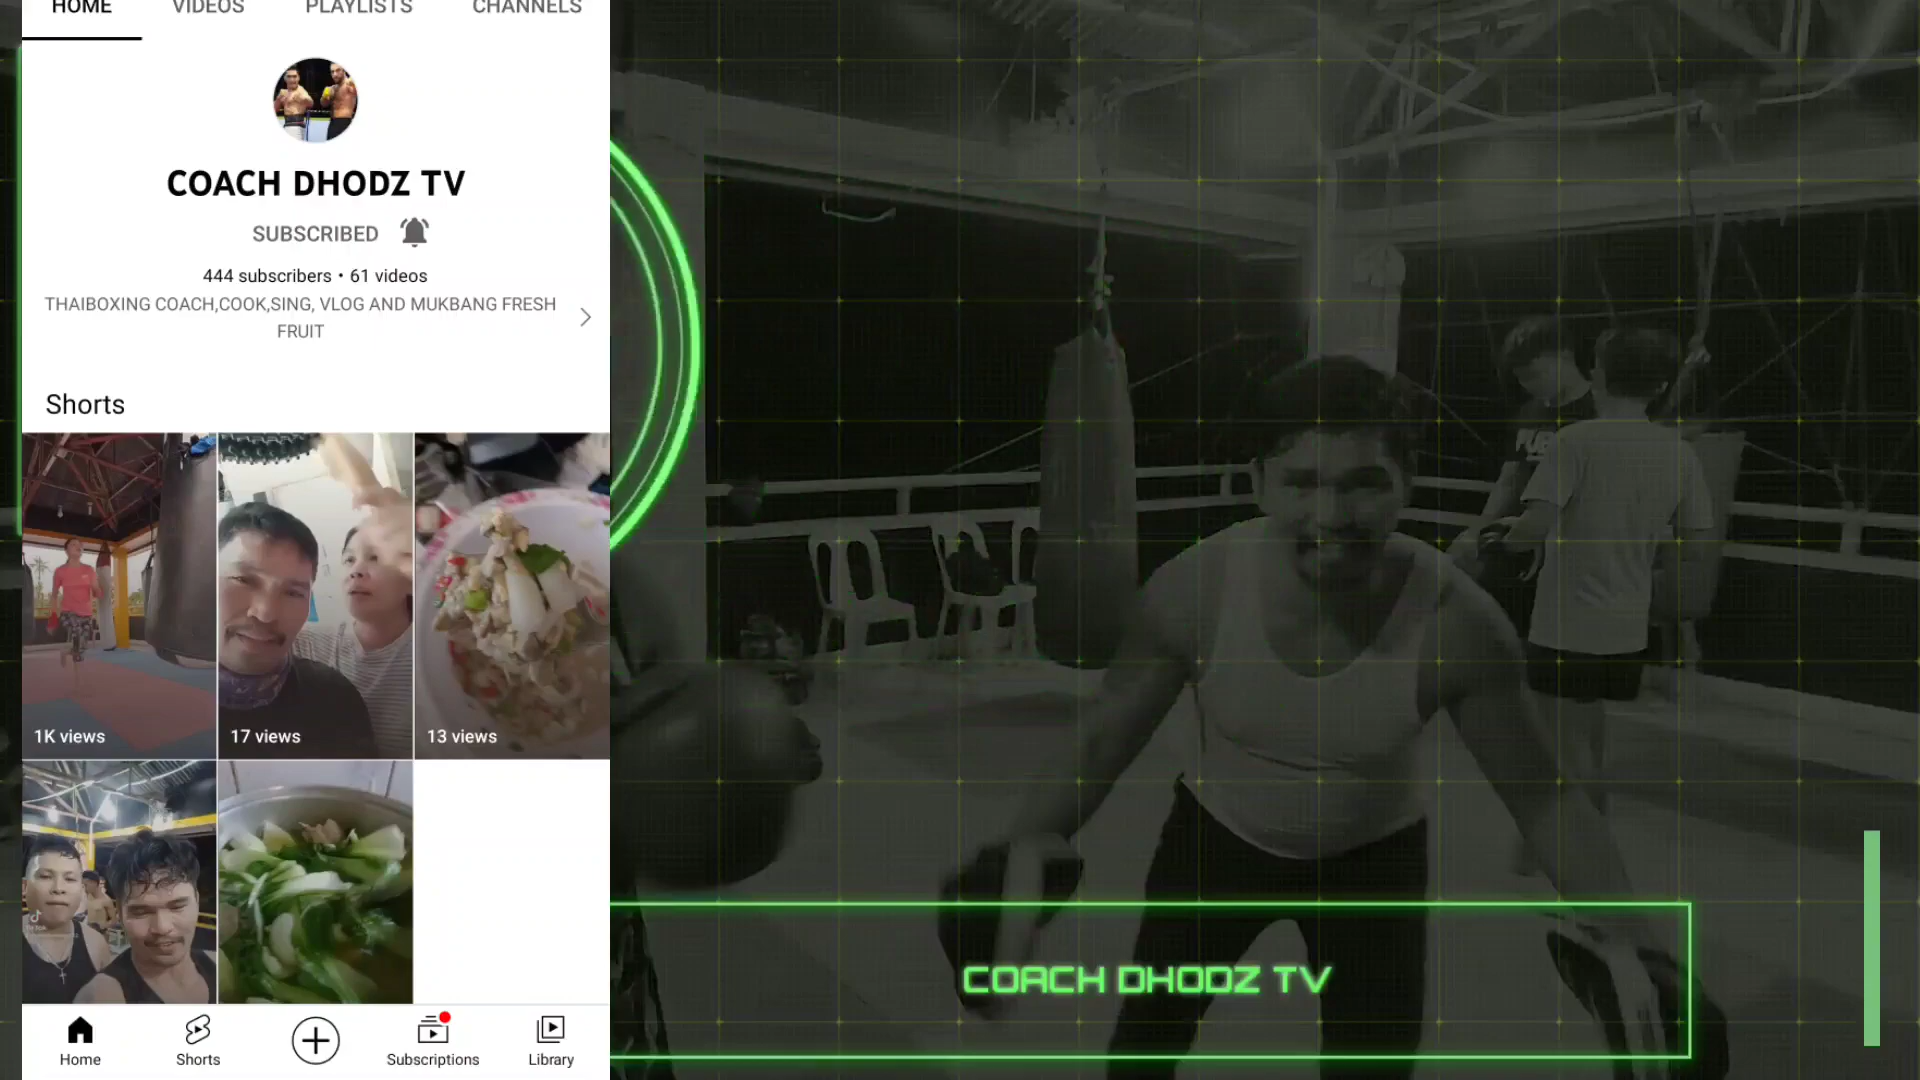 HOME VIDEOS PLAYLISTS CHANNELS
COACH DHODZ TV
SUBSCRIBED
444 subscribers • 61 videos
THAIBOXING COACH,COOK,SING, VLOG AND MUKBANG FRESH
FRUIT
Shorts
1K views 17 views 13 views
Home Shorts Subscriptions Library
COACH DHODZ TV